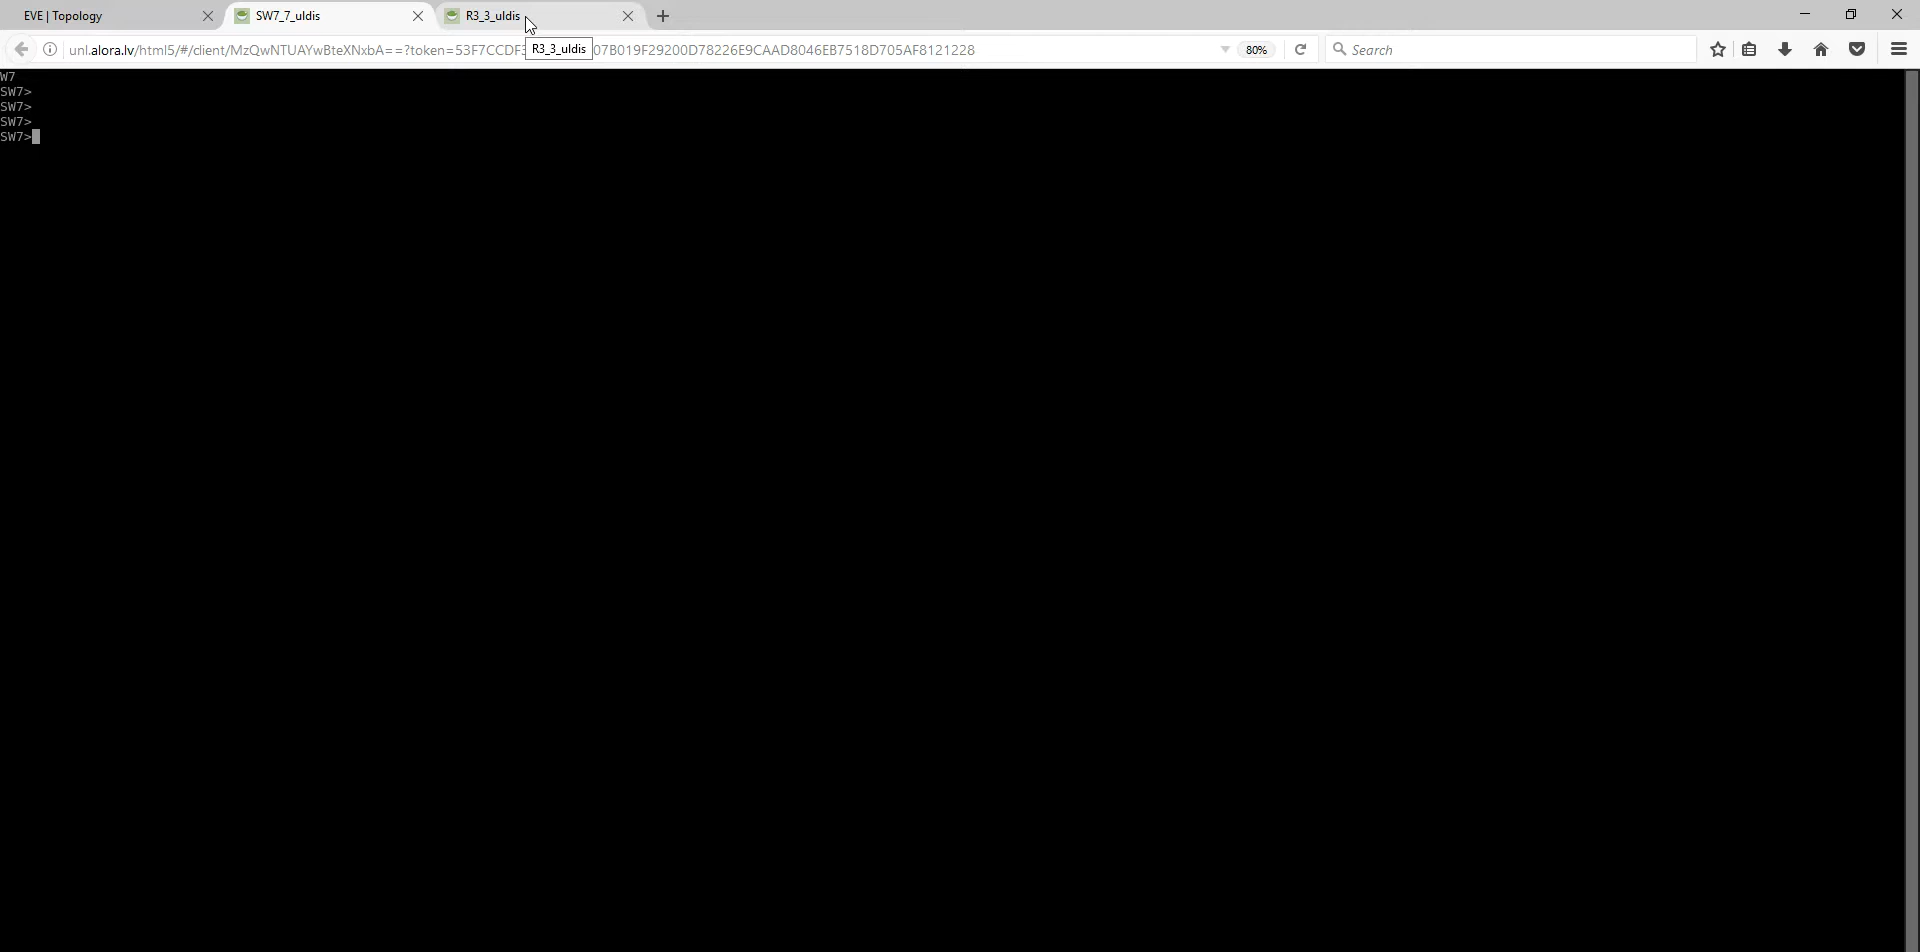 EVE | Topology
SW7_7_uldis
R3_3_uldis
unl.alora.lv/html5/#/client/MzQwNTUAYwBteXNxbA==?token=53F7CCDF
R3_3_uldis
07B019F29200D78226E9CAAD8046EB7518D705AF8121228
80%
Search
W7
SW7>
SW7>
SW7>
SW7>